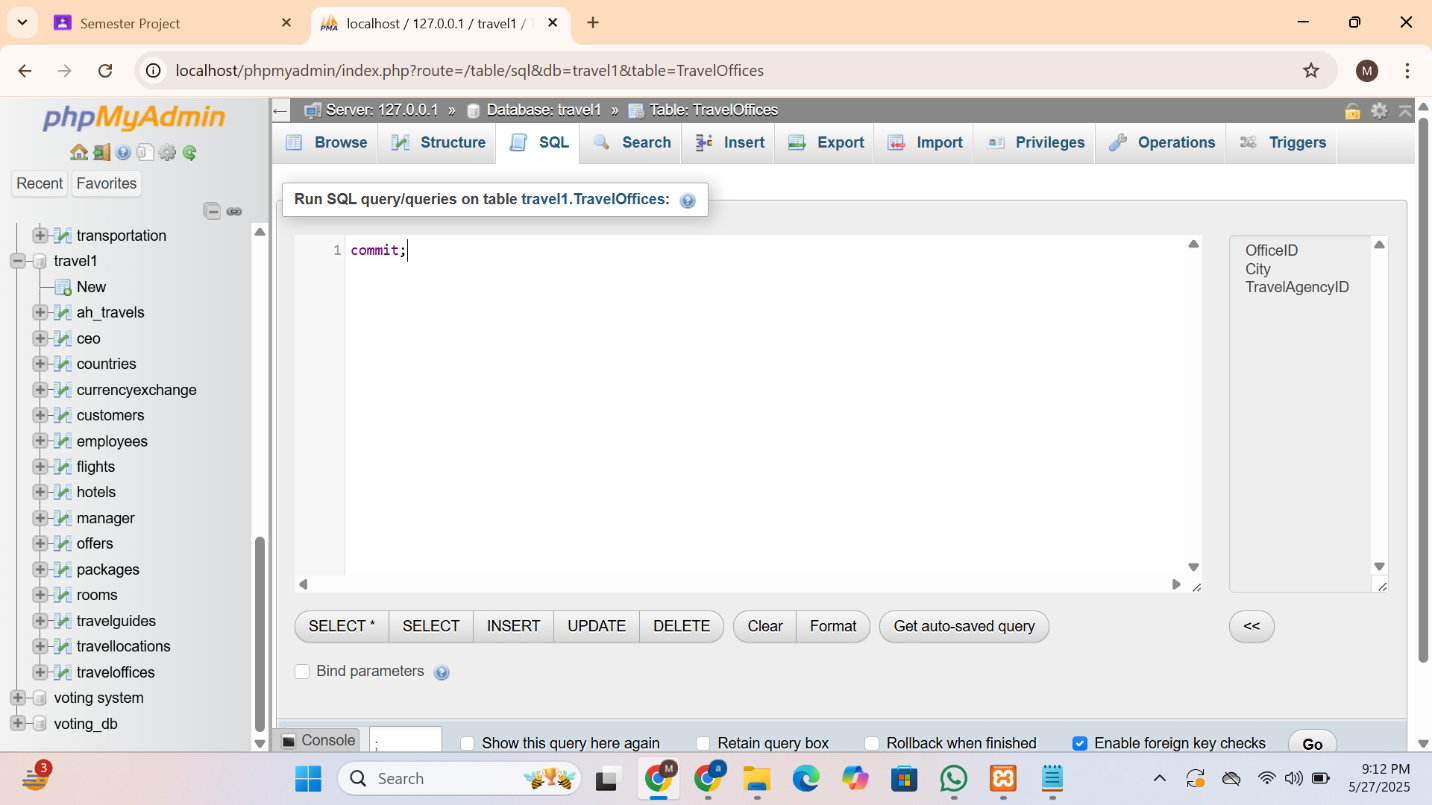 Semester Project
localhost / 127.0.0.1 / travel1 / T
localhost/phpmyadmin/index.php?route=/table/sql&db=travel1&table=TravelOffices
M
phpMyAdmin
Recent
Favorites
transportation
travel1
New
ah_travels
ceo
countries
currencyexchange
customers
employees
flights
hotels
manager
offers
packages
rooms
travelguides
travellocations
traveloffices
voting system
voting_db
Server: 127.0.0.1 » Database: travel1 » Table: TravelOffices
Browse Structure SQL Search Insert Export Import Privileges Operations Triggers
Run SQL query/queries on table travel1.TravelOffices:
1 commit;
OfficeID
City
TravelAgencyID
SELECT * SELECT INSERT UPDATE DELETE Clear Format Get auto-saved query <<
Bind parameters
Console ; Show this query here again Retain query box Rollback when finished Enable foreign key checks Go
3
Search
M
a
9:12 PM
5/27/2025